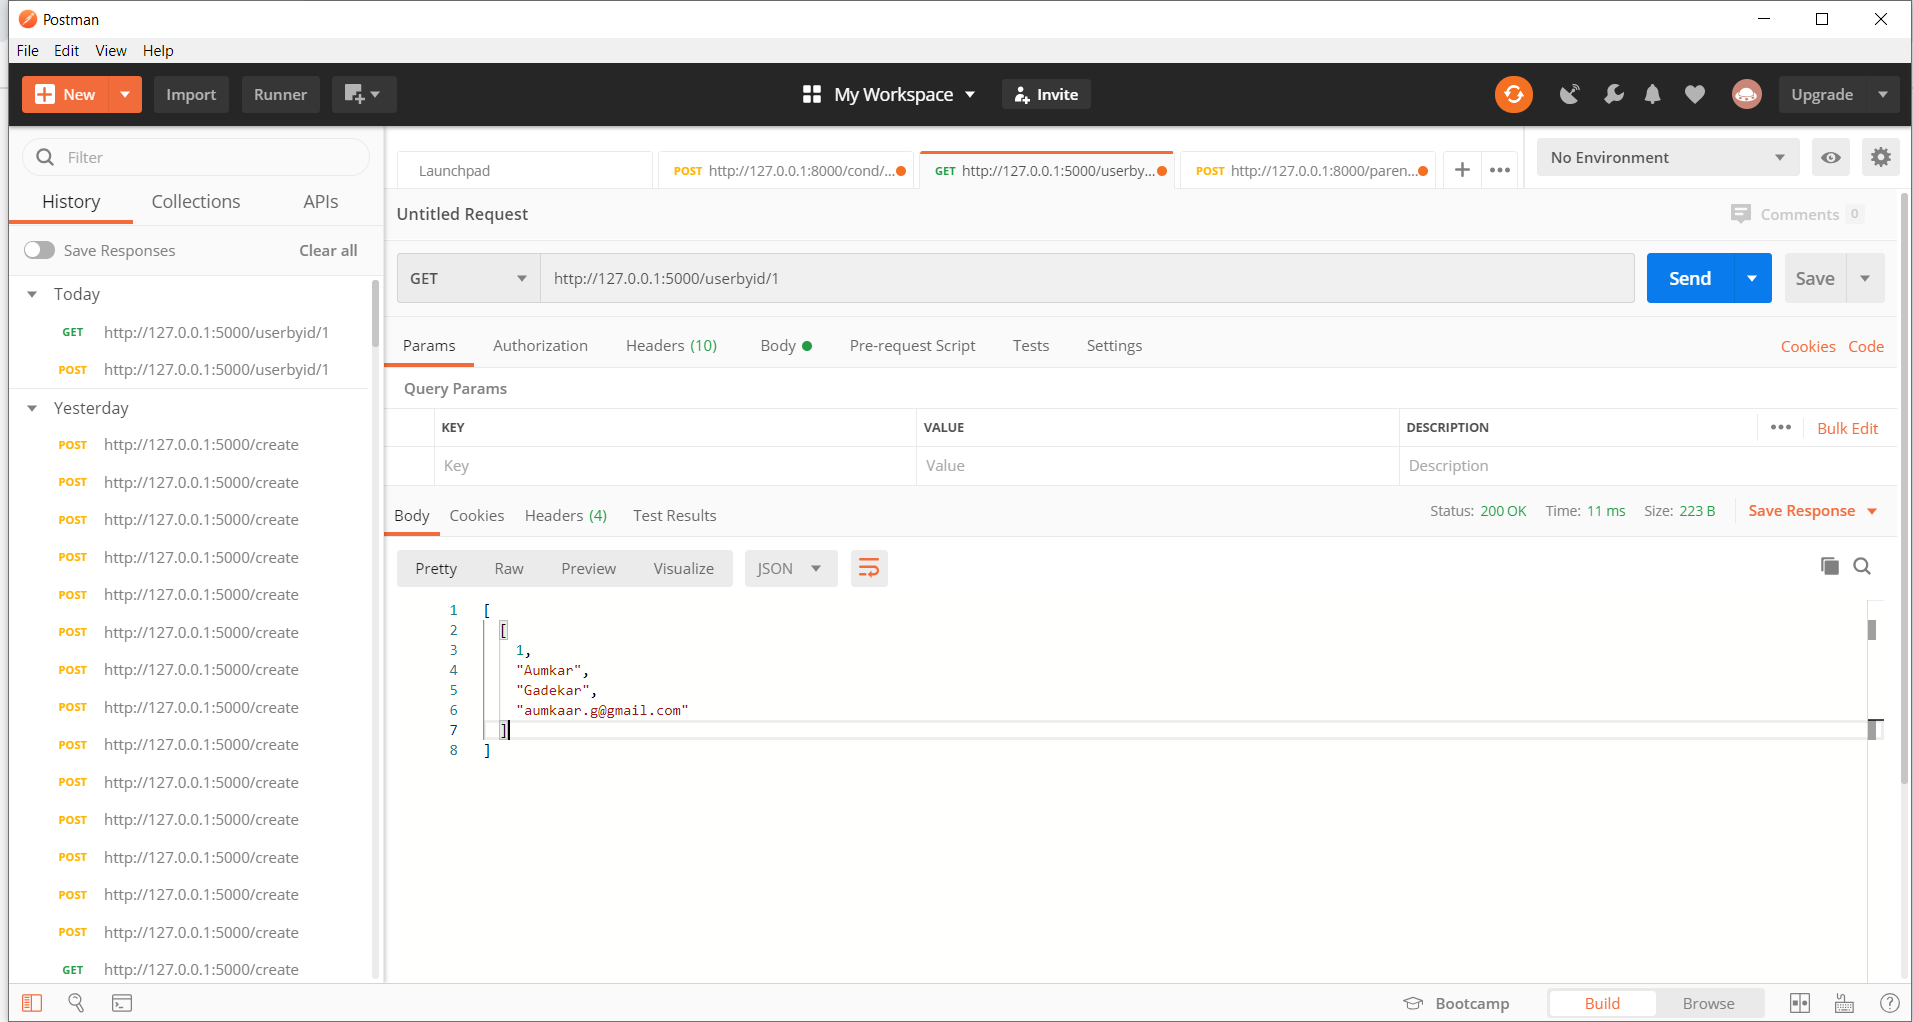 Postman
File Edit View Help
New Import Runner My Workspace Invite Upgrade
Filter
History Collections APIs
Save Responses Clear all
Today
GET http://127.0.0.1:5000/userbyid/1
POST http://127.0.0.1:5000/userbyid/1
Yesterday
POST http://127.0.0.1:5000/create
POST http://127.0.0.1:5000/create
POST http://127.0.0.1:5000/create
POST http://127.0.0.1:5000/create
POST http://127.0.0.1:5000/create
POST http://127.0.0.1:5000/create
POST http://127.0.0.1:5000/create
POST http://127.0.0.1:5000/create
POST http://127.0.0.1:5000/create
POST http://127.0.0.1:5000/create
POST http://127.0.0.1:5000/create
POST http://127.0.0.1:5000/create
POST http://127.0.0.1:5000/create
POST http://127.0.0.1:5000/create
GET http://127.0.0.1:5000/create
Launchpad POST http://127.0.0.1:8000/cond/... GET http://127.0.0.1:5000/userby... POST http://127.0.0.1:8000/paren... + ••• No Environment
Untitled Request Comments 0
GET http://127.0.0.1:5000/userbyid/1 Send Save
Params Authorization Headers (10) Body Pre-request Script Tests Settings Cookies Code
Query Params
KEY VALUE DESCRIPTION ••• Bulk Edit
Key Value Description
Body Cookies Headers (4) Test Results Status: 200 OK Time: 11 ms Size: 223 B Save Response
Pretty Raw Preview Visualize JSON
1 [
2 [
3 1,
4 "Aumkar",
5 "Gadekar",
6 "aumkaar.g@gmail.com"
7 ]
8 ]
Bootcamp Build Browse